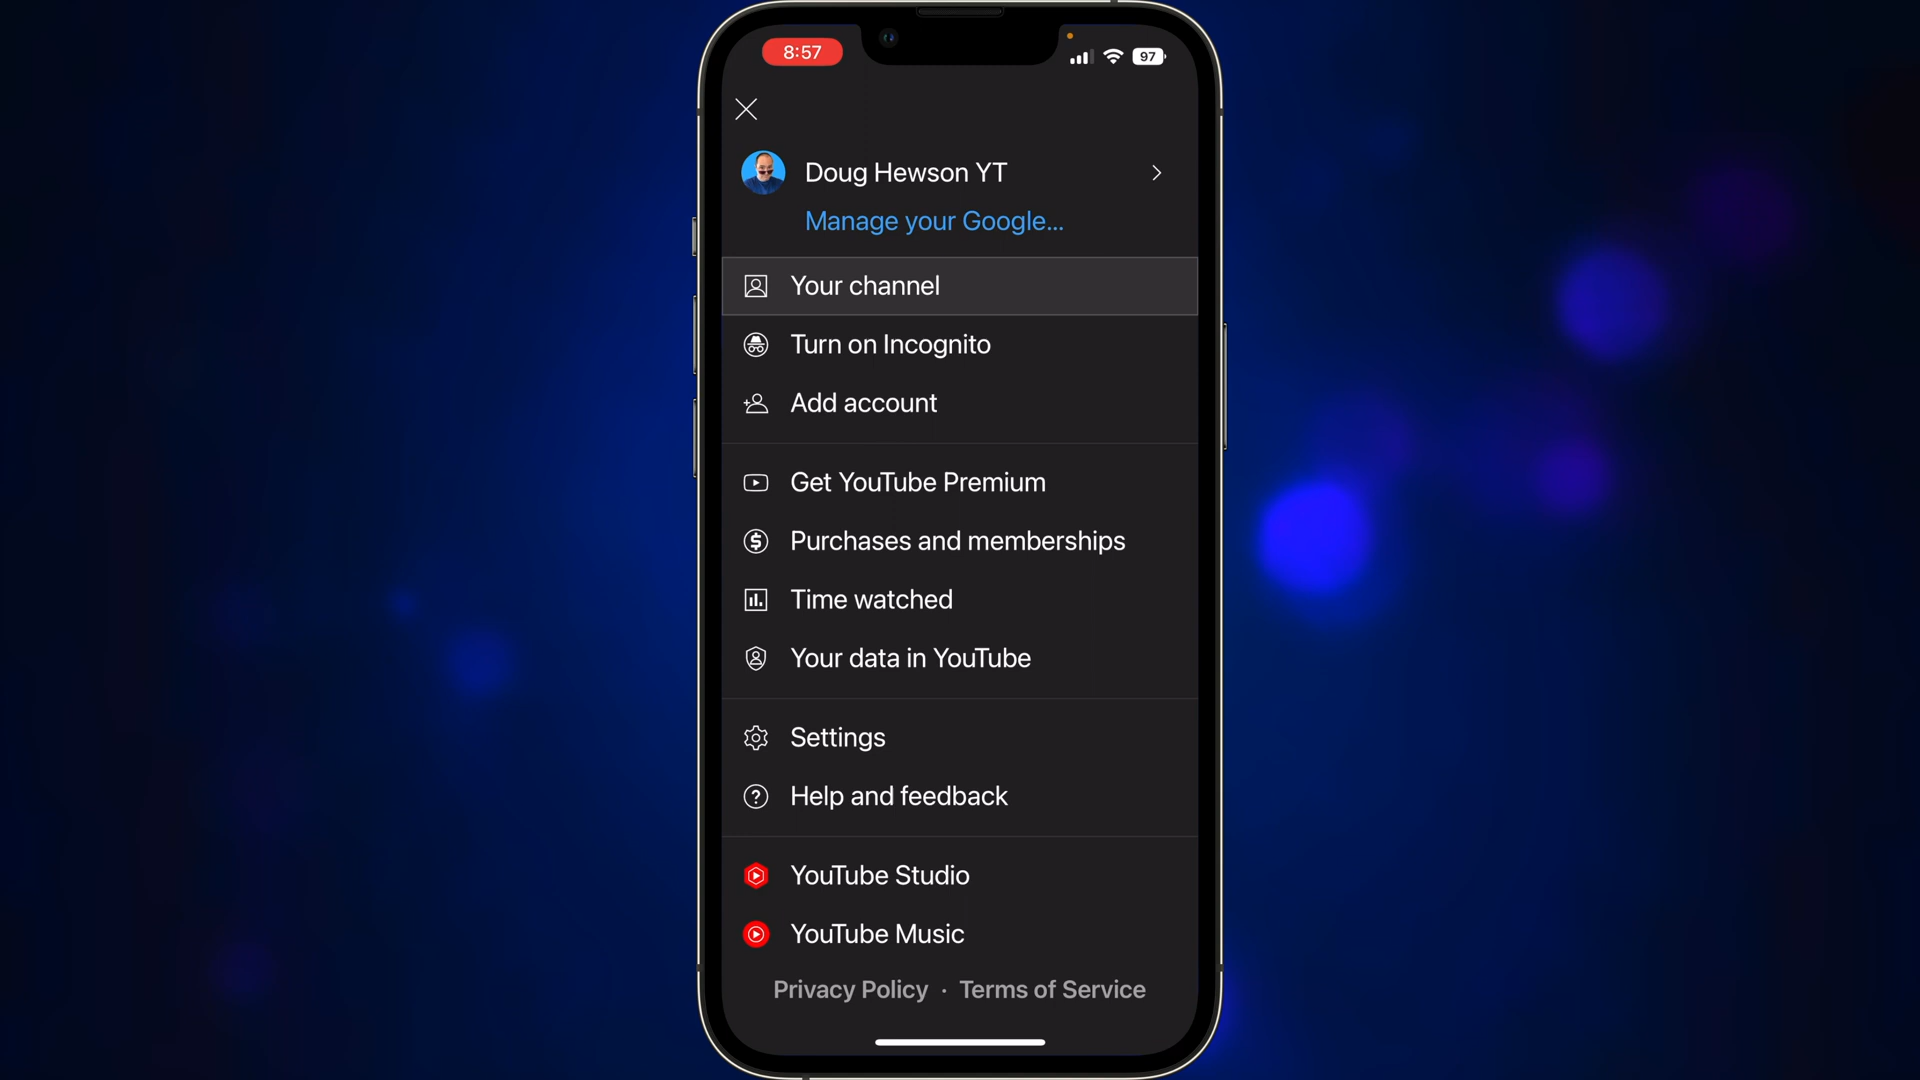 8:57
97
Doug Hewson YT
Manage your Google...
Your channel
Turn on Incognito
Add account
Get YouTube Premium
Purchases and memberships
Time watched
Your data in YouTube
Settings
Help and feedback
YouTube Studio
YouTube Music
Privacy Policy · Terms of Service